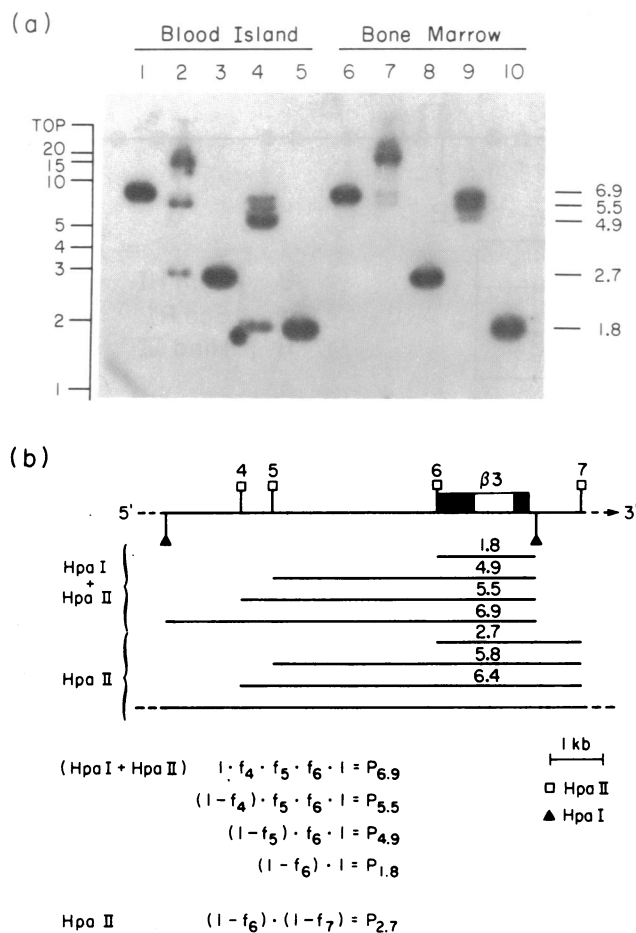 (a)
Blood Island Bone Marrow
1 2 3 4 5 6 7 8 9 10
TOP
20
15
10
5
4
3
2
1
6.9
5.5
4.9
2.7
1.8
(b)
4 5 6 β3 7
5' 3'
Hpa I + Hpa II
1.8
4.9
5.5
6.9
Hpa II
2.7
5.8
6.4
1 kb
□ Hpa II
▲ Hpa I
(Hpa I + Hpa II) 1 · f₄ · f₅ · f₆ · 1 = P₆.₉
(1-f₄) · f₅ · f₆ · 1 = P₅.₅
(1-f₅) · f₆ · 1 = P₄.₉
(1-f₆) · 1 = P₁.₈
Hpa II (1-f₆) · (1-f₇) = P₂.₇